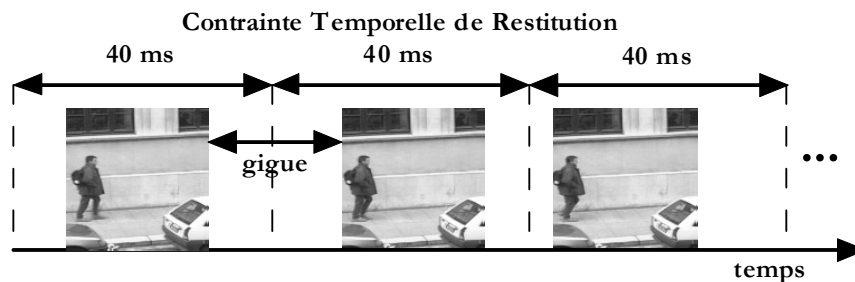 Contrainte Temporelle de Restitution
40 ms 40 ms 40 ms
gigue
...
temps